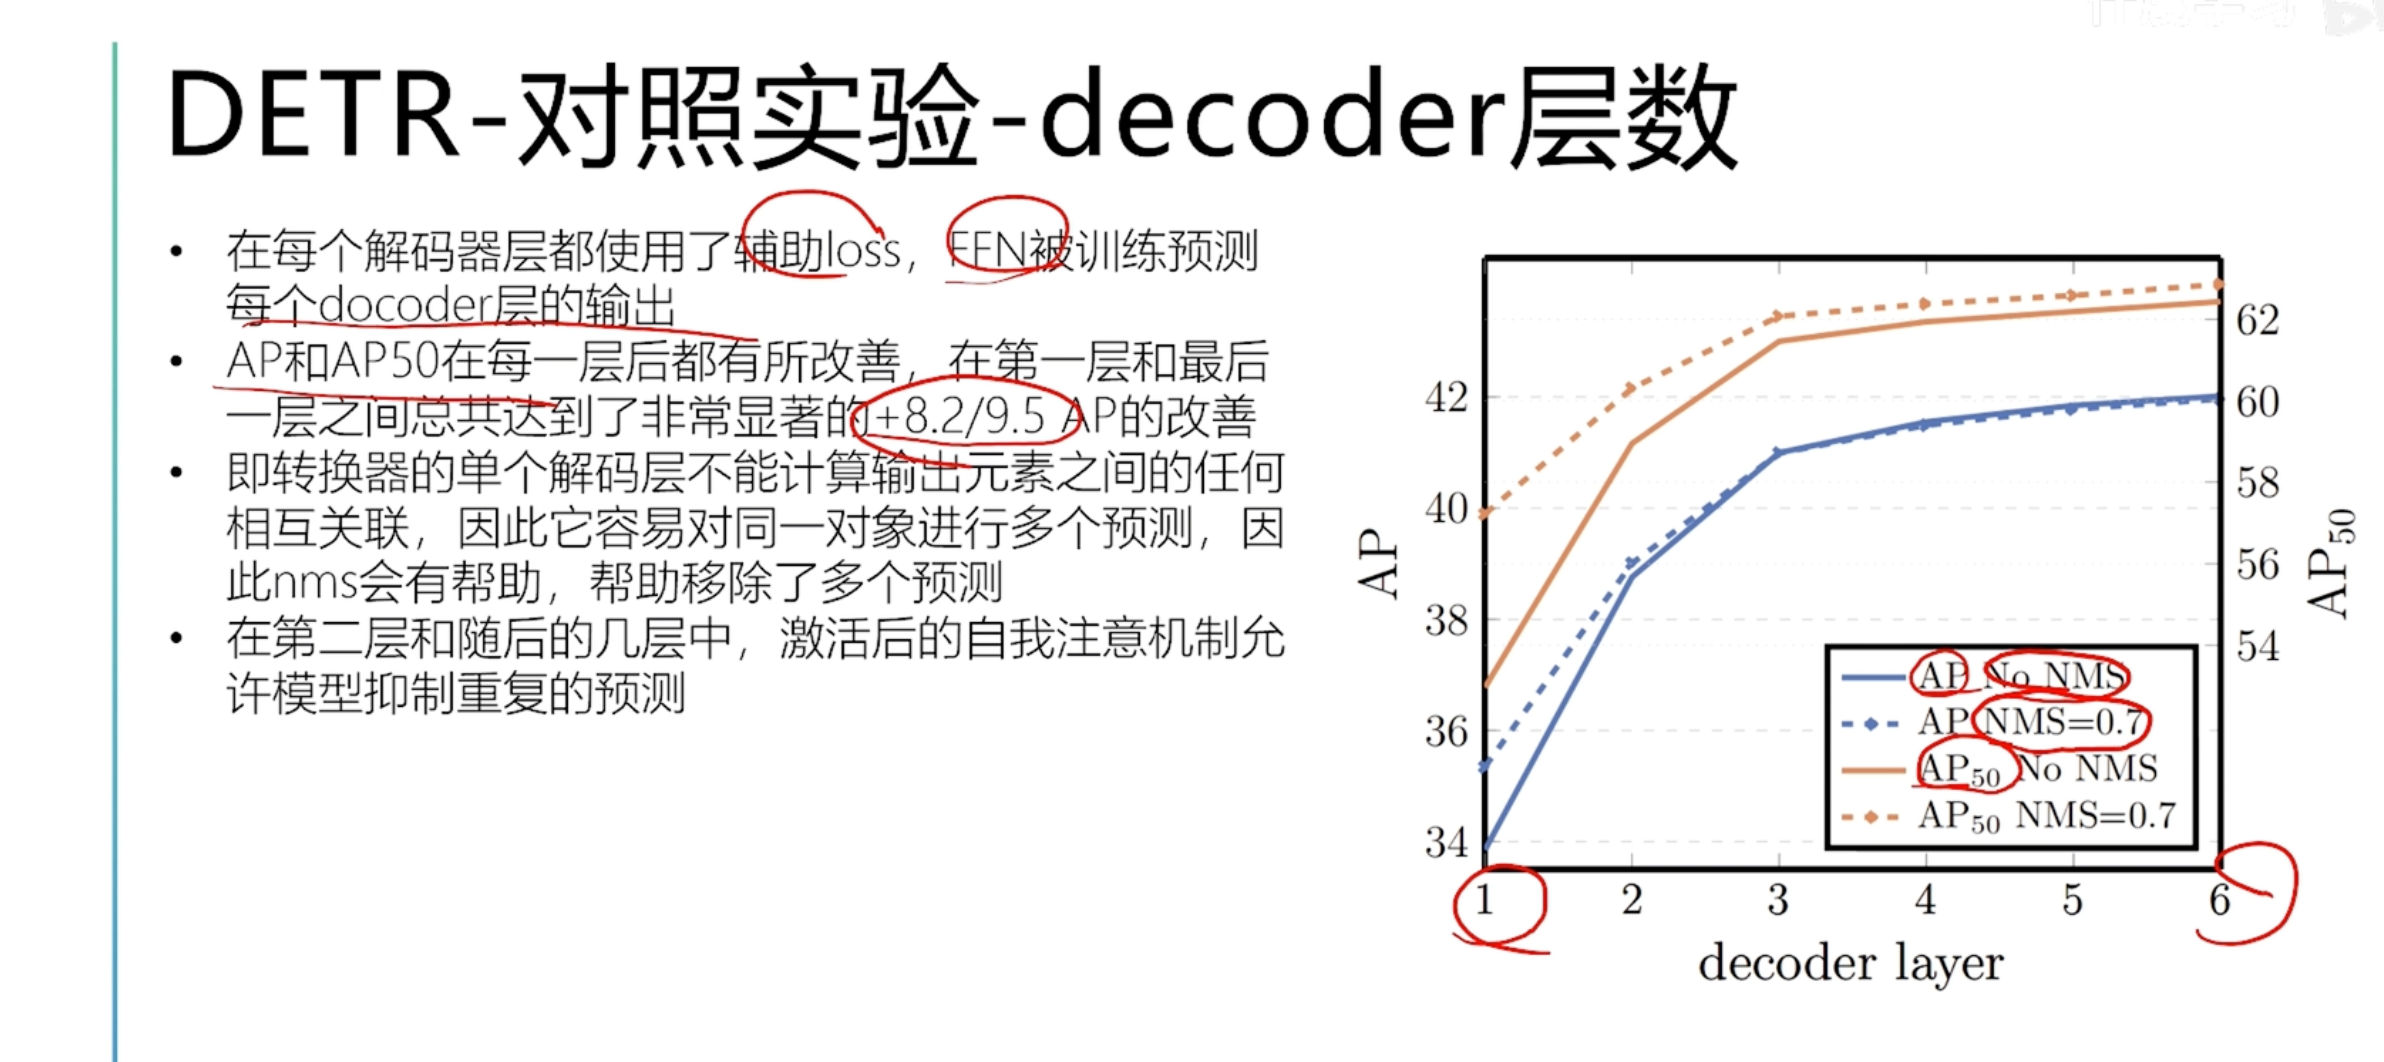 DETR-对照实验-decoder层数
• 在每个解码器层都使用了辅助loss，FFN被训练预测
每个docoder层的输出
• AP和AP50在每一层后都有所改善，在第一层和最后
一层之间总共达到了非常显著的+8.2/9.5 AP的改善
• 即转换器的单个解码层不能计算输出元素之间的任何
相互关联，因此它容易对同一对象进行多个预测，因
此nms会有帮助，帮助移除了多个预测
• 在第二层和随后的几层中，激活后的自我注意机制允
许模型抑制重复的预测
AP
42
40
38
36
34
62
60
58
56
54
AP50
AP No NMS
AP NMS=0.7
AP50 No NMS
AP50 NMS=0.7
1 2 3 4 5 6
decoder layer